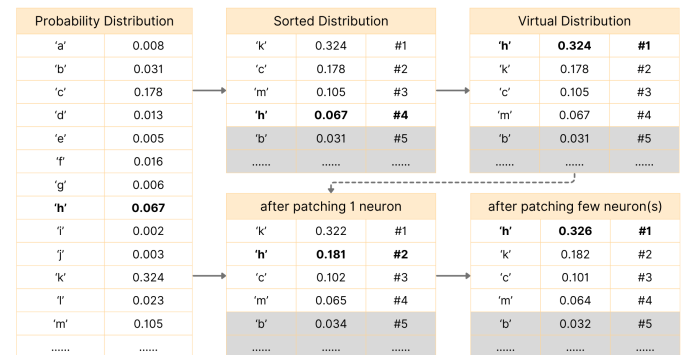 Probability Distribution
‘a’ 0.008
‘b’ 0.031
‘c’ 0.178
‘d’ 0.013
‘e’ 0.005
‘f’ 0.016
‘g’ 0.006
‘h’ 0.067
‘i’ 0.002
‘j’ 0.003
‘k’ 0.324
‘l’ 0.023
‘m’ 0.105
...... ......
Sorted Distribution
‘k’ 0.324 #1
‘c’ 0.178 #2
‘m’ 0.105 #3
‘h’ 0.067 #4
‘b’ 0.031 #5
...... ...... ......
Virtual Distribution
‘h’ 0.324 #1
‘k’ 0.178 #2
‘c’ 0.105 #3
‘m’ 0.067 #4
‘b’ 0.031 #5
...... ...... ......
after patching 1 neuron
‘k’ 0.322 #1
‘h’ 0.181 #2
‘c’ 0.102 #3
‘m’ 0.065 #4
‘b’ 0.034 #5
...... ...... ......
after patching few neuron(s)
‘h’ 0.326 #1
‘k’ 0.182 #2
‘c’ 0.101 #3
‘m’ 0.064 #4
‘b’ 0.032 #5
...... ...... ......